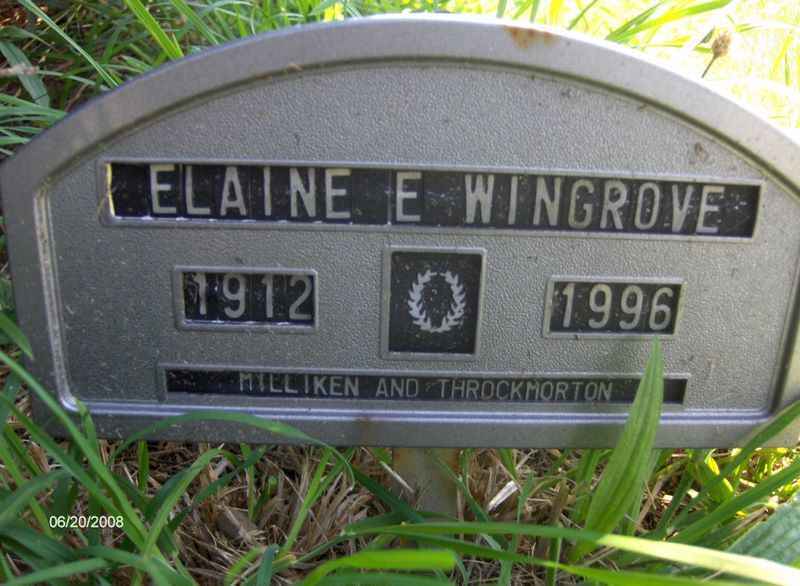 ELAINE E WINGROVE
1912
1996
MILLIKEN AND THROCKMORTON
06/20/2008